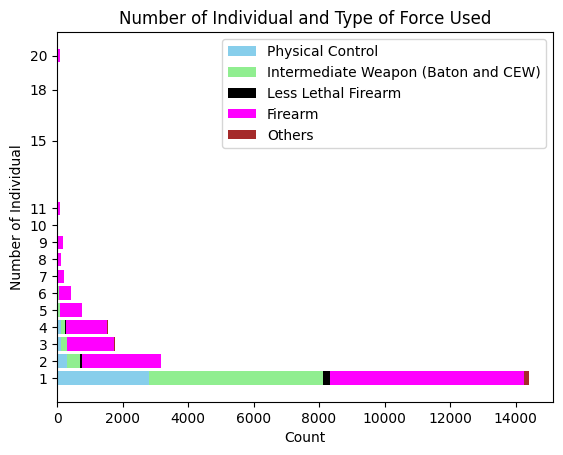 Number of Individual and Type of Force Used
Physical Control
Intermediate Weapon (Baton and CEW)
Less Lethal Firearm
Firearm
Others
Number of Individual
20
18
15
11
10
9
8
7
6
5
4
3
2
1
0 2000 4000 6000 8000 10000 12000 14000
Count